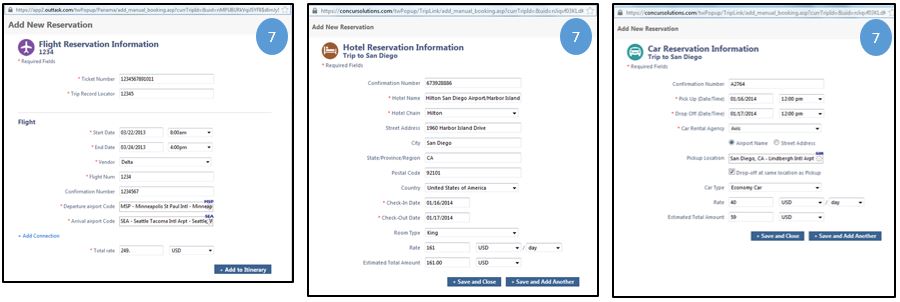 https://app2.outtask.com/twPopup/Panama/add_manual_booking.asp?
Add New Reservation
7
Flight Reservation Information
1234
* Required Fields
* Ticket Number 1234567891011
* Trip Record Locator 12345
Flight
* Start Date 03/22/2013 8:00am
* End Date 03/24/2013 4:00pm
* Vendor Delta
* Flight Num 1234
Confirmation Number 1234567
MSP
* Departure airport Code MSP - Minneapolis St Paul Intl - Minneap
SEA
* Arrival airport Code SEA - Seattle Tacoma Intl Arpt - Seattle, W
+ Add Connection
* Total rate 249. USD
+ Add to Itinerary
https://concursolutions.com/twPopup/TripLink/add_manual_booking.asp?
Add New Reservation
7
Hotel Reservation Information
Trip to San Diego
* Required Fields
Confirmation Number 673928886
* Hotel Name Hilton San Diego Airport/Harbor Island
* Hotel Chain Hilton
Street Address 1960 Harbor Island Drive
City San Diego
State/Province/Region CA
Postal Code 92101
Country United States of America
* Check-In Date 01/16/2014
* Check-Out Date 01/17/2014
Room Type King
Rate 161 USD / day
Estimated Total Amount 161.00 USD
+ Save and Close + Save and Add Another
https://concursolutions.com/twPopup/TripLink/add_manual_booking.asp?
Add New Reservation
7
Car Reservation Information
Trip to San Diego
* Required Fields
Confirmation Number A2764
* Pick Up (Date/Time) 01/16/2014 12:00 pm
* Drop Off (Date/Time) 01/17/2014 12:00 pm
* Car Rental Agency Avis
Airport Name Street Address
Pickup Location San Diego, CA - Lindbergh Intl Arpt
Drop-off at same location as Pickup
Car Type Economy Car
Rate 40 USD / day
Estimated Total Amount 59 USD
+ Save and Close + Save and Add Another